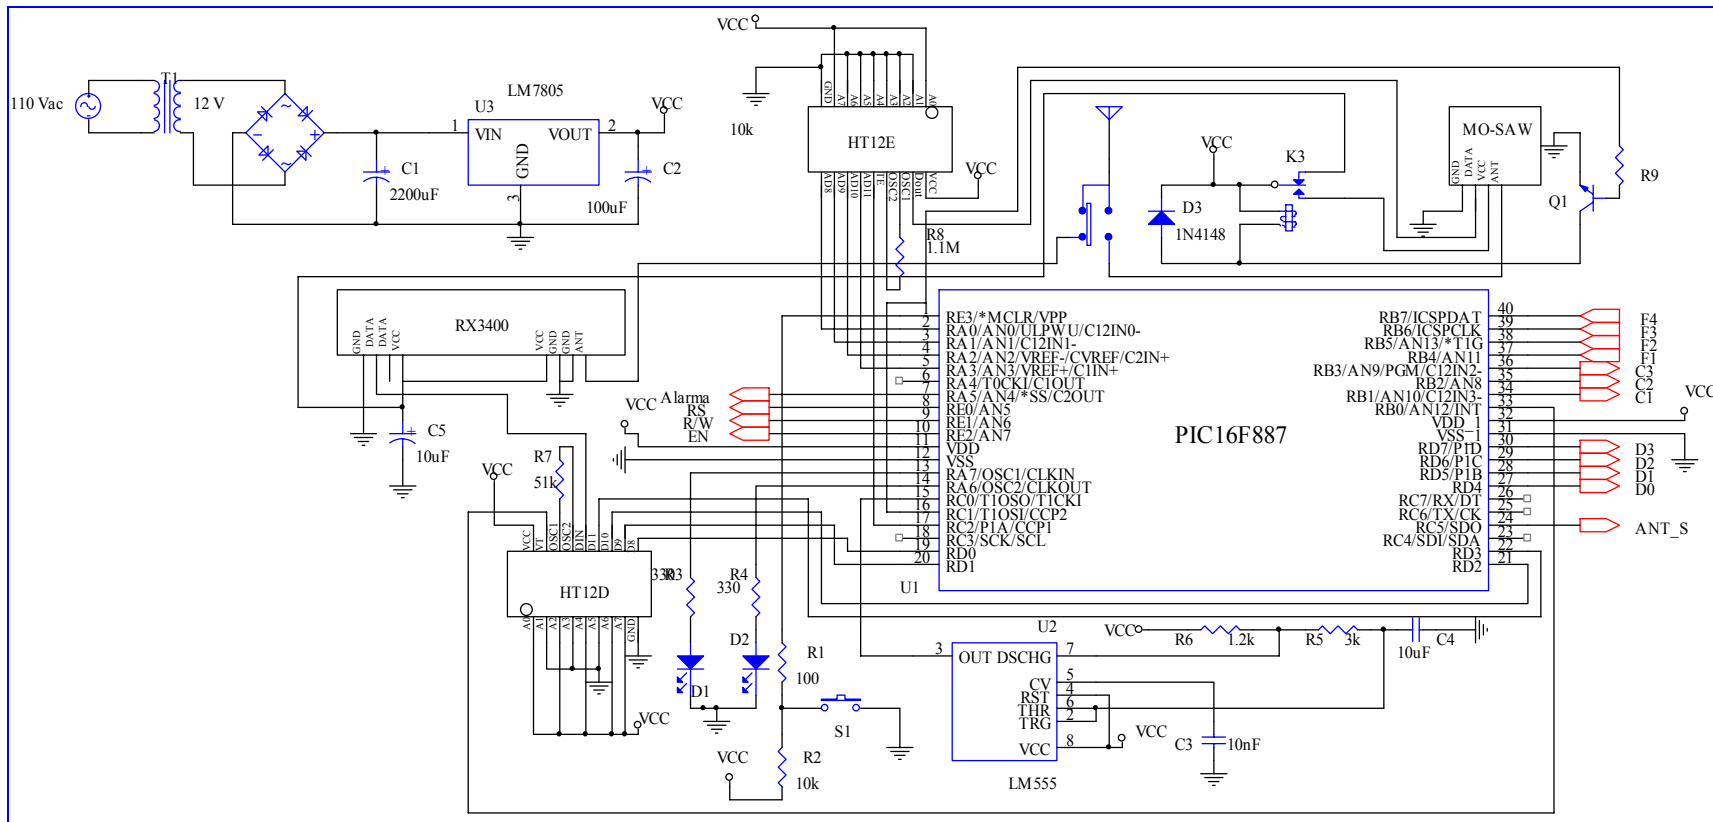 110 Vac
T1
12 V
C1
2200uF
LM7805
U3
1
VIN
VOUT
2
GND
3
VCC
C2
100uF
VCC
10k
GND
A7
A6
A5
A4
A3
A2
A1
A0
HT12E
AD8
AD9
AD10
AD11
TE
OSC2
OSC1
Dout
VCC
VCC
R8
1.1M
VCC
K3
D3
1N4148
MO-SAW
GND
DATA
VCC
ANT
Q1
R9
RX3400
GND
DATA
DATA
VCC
VCC
GND
GND
ANT
C5
10uF
Alarma
RS
R/W
EN
VCC
1 RE3/*MCLR/VPP
2 RA0/AN0/ULPWU/C12IN0-
3 RA1/AN1/C12IN1-
4 RA2/AN2/VREF-/CVREF/C2IN+
5 RA3/AN3/VREF+/C1IN+
6 RA4/T0CKI/C1OUT
7 RA5/AN4/*SS/C2OUT
8 RE0/AN5
9 RE1/AN6
10 RE2/AN7
11 VDD
12 VSS
13 RA7/OSC1/CLKIN
14 RA6/OSC2/CLKOUT
15 RC0/T1OSO/T1CKI
16 RC1/T1OSI/CCP2
17 RC2/P1A/CCP1
18 RC3/SCK/SCL
19 RD0
20 RD1
PIC16F887
U1
RB7/ICSPDAT 40
RB6/ICSPCLK 39
RB5/AN13/*T1G 38
RB4/AN11 37
RB3/AN9/PGM/C12IN2- 36
RB2/AN8 35
RB1/AN10/C12IN3- 34
RB0/AN12/INT 33
VDD_1 32
VSS_1 31
RD7/P1D 30
RD6/P1C 29
RD5/P1B 28
RD4 27
RC7/RX/DT 26
RC6/TX/CK 25
RC5/SDO 24
RC4/SDI/SDA 23
RD3 22
RD2 21
F4
F3
F2
F1
C3
C2
C1
VCC
D3
D2
D1
D0
ANT_S
R7
51k
VCC
VCC
VT
OSC1
OSC2
DIN
D11
D10
D9
D8
HT12D
A0
A1
A2
A3
A4
A5
A6
A7
GND
VCC
R3
330
R4
330
D1
D2
R1
100
S1
R2
10k
VCC
U2
3
OUT
DSCHG
7
CV
5
RST
4
THR
6
TRG
2
VCC
8
LM555
VCC
VCC
R6
1.2k
R5
3k
C4
10uF
C3
10nF